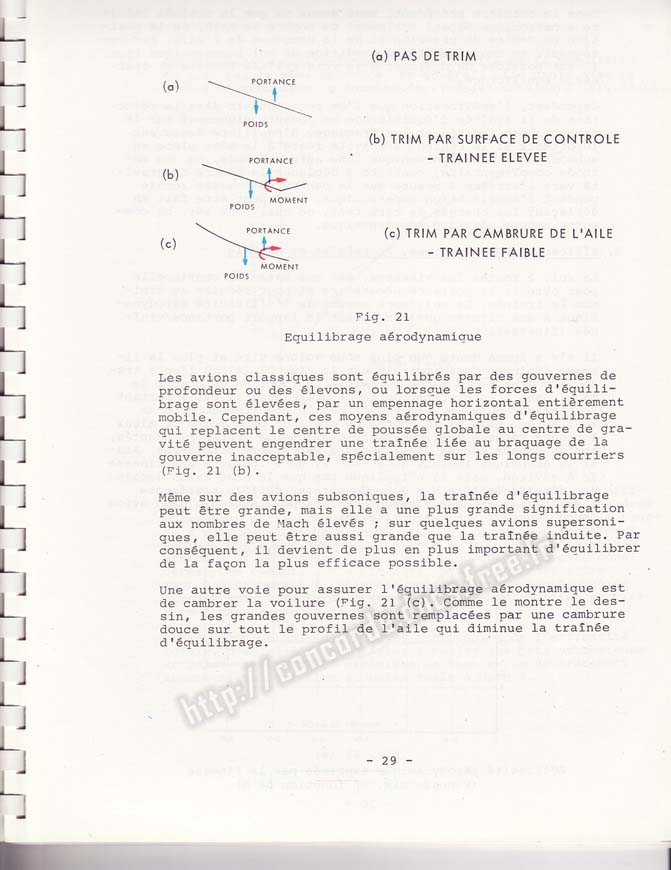 (a) PAS DE TRIM
(a)
PORTANCE
POIDS
(b) TRIM PAR SURFACE DE CONTROLE
- TRAINEE ELEVEE
(b)
PORTANCE
MOMENT
POIDS
(c) TRIM PAR CAMBRURE DE L'AILE
- TRAINEE FAIBLE
(c)
PORTANCE
MOMENT
POIDS
Fig. 21
Equilibrage aérodynamique
Les avions classiques sont équilibrés par des gouvernes de
profondeur ou des élevons, ou lorsque les forces d'équili-
brage sont élevées, par un empennage horizontal entièrement
mobile. Cependant, ces moyens aérodynamiques d'équilibrage
qui replacent le centre de poussée globale au centre de gra-
vité peuvent engendrer une traînée liée au braquage de la
gouverne inacceptable, spécialement sur les longs courriers
(Fig. 21 (b).
Même sur des avions subsoniques, la traînée d'équilibrage
peut être grande, mais elle a une plus grande signification
aux nombres de Mach élevés ; sur quelques avions supersoni-
ques, elle peut être aussi grande que la traînée induite. Par
conséquent, il devient de plus en plus important d'équilibrer
de la façon la plus efficace possible.
Une autre voie pour assurer l'équilibrage aérodynamique est
de cambrer la voilure (Fig. 21 (c). Comme le montre le des-
sin, les grandes gouvernes sont remplacées par une cambrure
douce sur tout le profil de l'aile qui diminue la traînée
d'équilibrage.
- 29 -